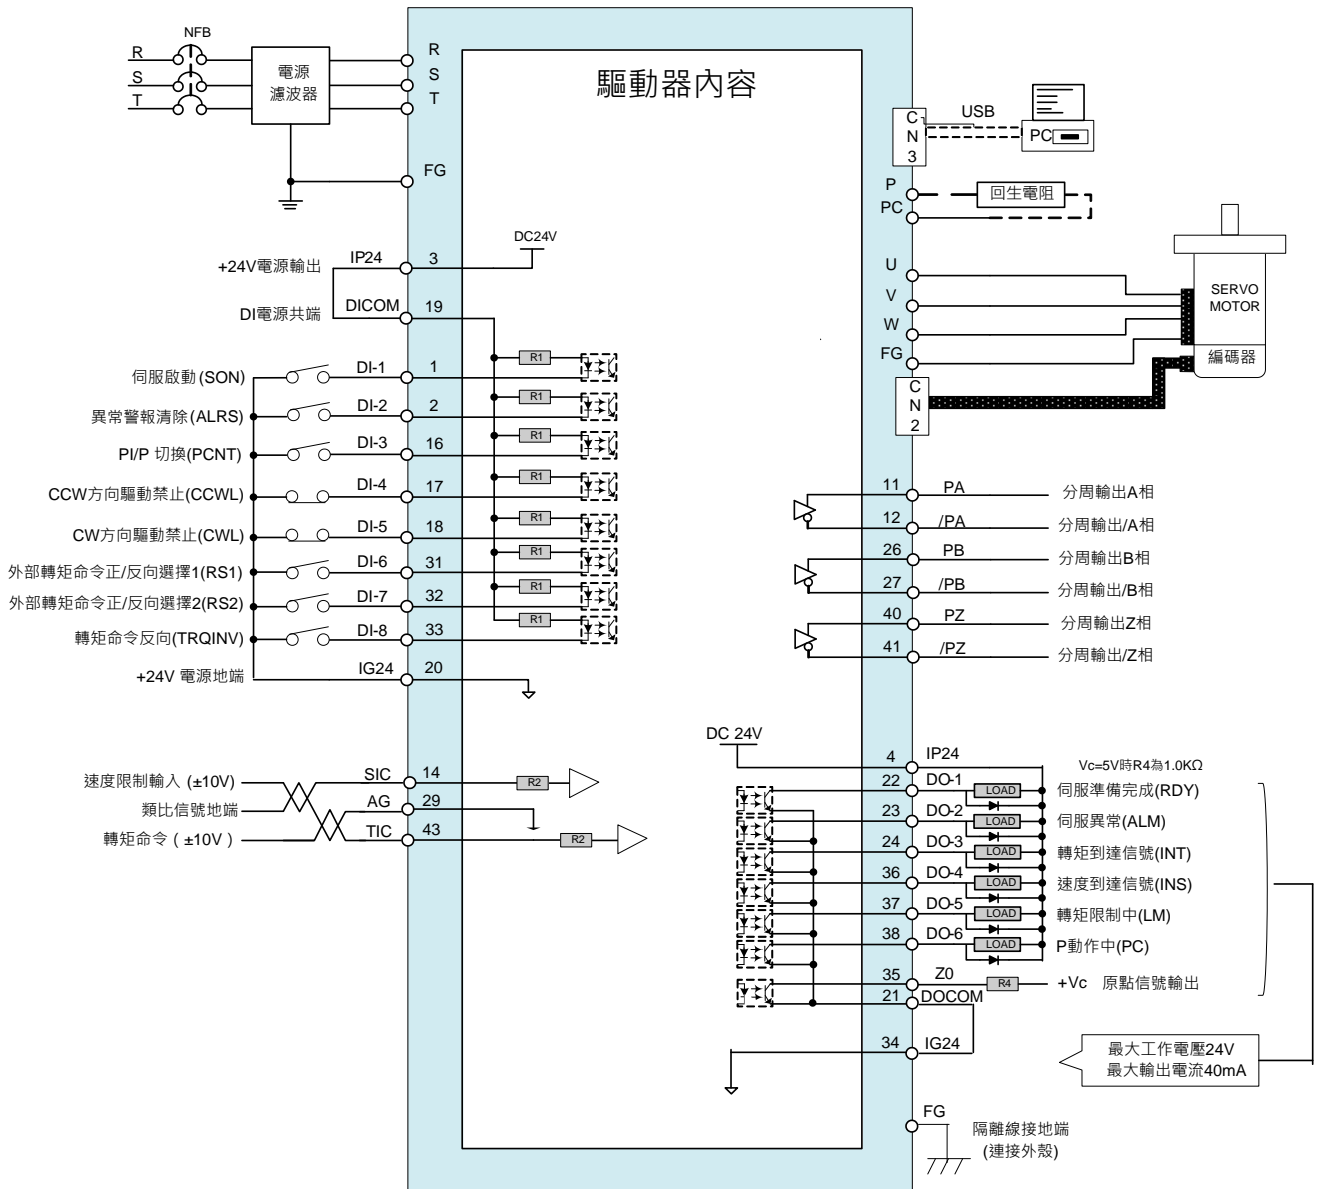 驅動器內容
NFB
R
S
T
電源
濾波器
R
S
T
FG
DC24V
+24V電源輸出
IP24
3
DI電源共端
DICOM
19
伺服啟動(SON)
DI-1
1
R1
異常警報清除(ALRS)
DI-2
2
R1
PI/P 切換(PCNT)
DI-3
16
R1
CCW方向驅動禁止(CCWL)
DI-4
17
R1
CW方向驅動禁止(CWL)
DI-5
18
R1
外部轉矩命令正/反向選擇1(RS1)
DI-6
31
R1
外部轉矩命令正/反向選擇2(RS2)
DI-7
32
R1
轉矩命令反向(TRQINV)
DI-8
33
R1
+24V 電源地端
IG24
20
速度限制輸入 (±10V)
SIC
14
R2
類比信號地端
AG
29
轉矩命令 ( ±10V )
TIC
43
R2
C
N
3
USB
PC
P
PC
回生電阻
U
V
W
FG
SERVO
MOTOR
編碼器
C
N
2
11
PA
分周輸出A相
12
/PA
分周輸出/A相
26
PB
分周輸出B相
27
/PB
分周輸出/B相
40
PZ
分周輸出Z相
41
/PZ
分周輸出/Z相
DC 24V
4
IP24
Vc=5V時R4為1.0KΩ
22
DO-1
LOAD
伺服準備完成(RDY)
23
DO-2
LOAD
伺服異常(ALM)
24
DO-3
LOAD
轉矩到達信號(INT)
36
DO-4
LOAD
速度到達信號(INS)
37
DO-5
LOAD
轉矩限制中(LM)
38
DO-6
LOAD
P動作中(PC)
35
Z0
R4
+Vc 原點信號輸出
21
DOCOM
34
IG24
最大工作電壓24V
最大輸出電流40mA
FG
隔離線接地端
(連接外殼)